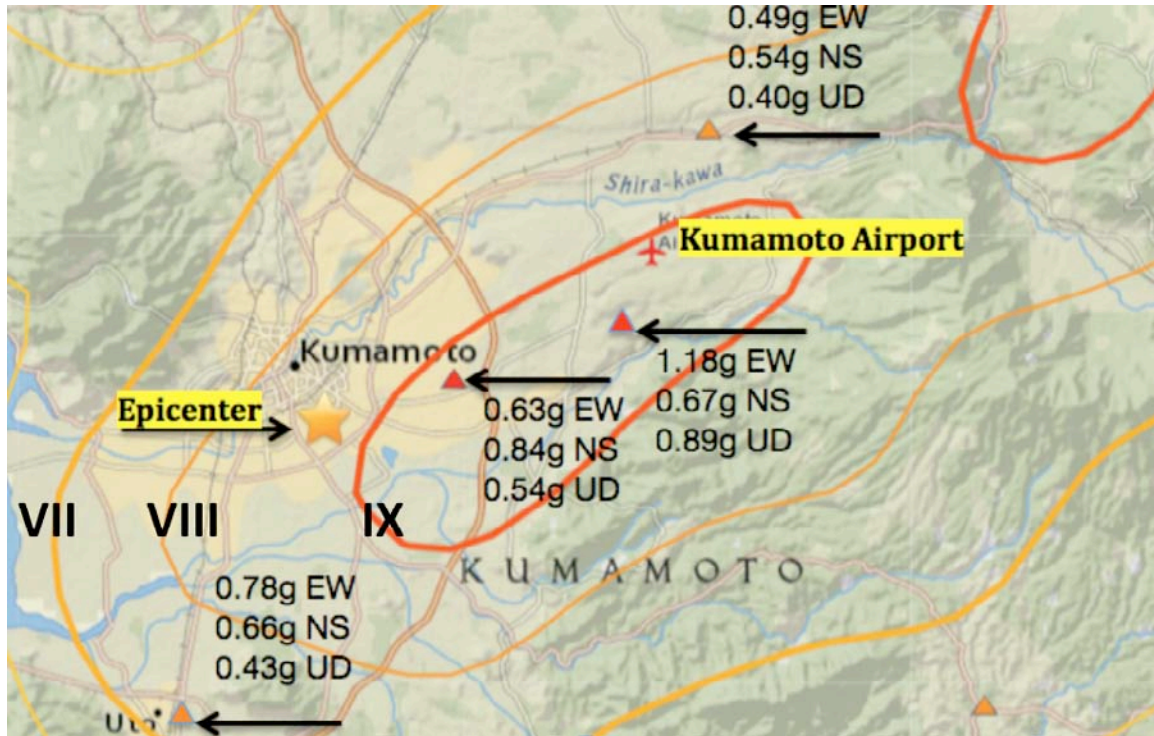 0.49g EW
0.54g NS
0.40g UD
Shira-kawa
Kumamoto Airport
Kumamoto
1.18g EW
0.67g NS
0.89g UD
Epicenter
0.63g EW
0.84g NS
0.54g UD
VII
VIII
IX
KUMAMOTO
0.78g EW
0.66g NS
0.43g UD
Uto